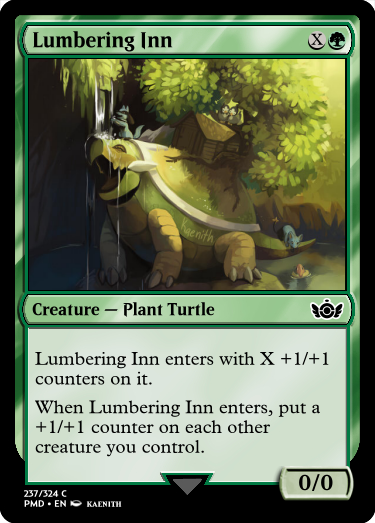 Lumbering Inn X
Kaenith
Creature — Plant Turtle
Lumbering Inn enters with X +1/+1
counters on it.
When Lumbering Inn enters, put a
+1/+1 counter on each other
creature you control.
0/0
237/324 C
PMD • EN KAENITH